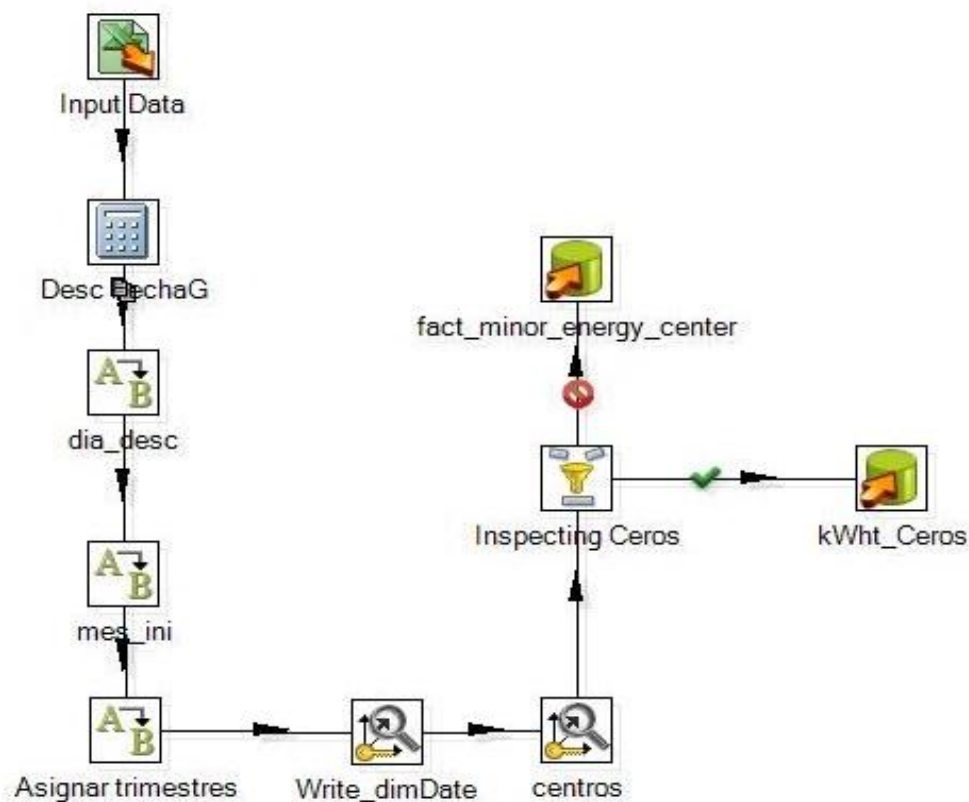 Input Data
Desc FechaG
dia_desc
mes_ini
Asignar trimestres
Write_dimDate
centros
Inspecting Ceros
fact_minor_energy_center
kWht_Ceros